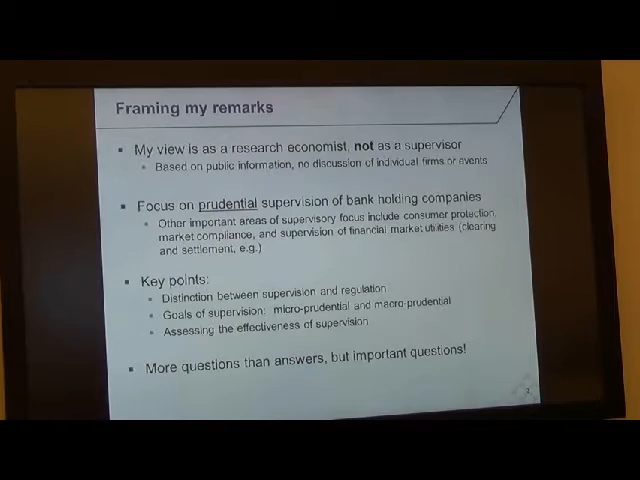 Framing my remarks
▪ My view is as a research economist, not as a supervisor
▪ Based on public information, no discussion of individual firms or events
▪ Focus on prudential supervision of bank holding companies
▪ Other important areas of supervisory focus include consumer protection,
market compliance, and supervision of financial market utilities (clearing
and settlement, e.g.)
▪ Key points:
▪ Distinction between supervision and regulation
▪ Goals of supervision: micro-prudential and macro-prudential
▪ Assessing the effectiveness of supervision
▪ More questions than answers, but important questions!